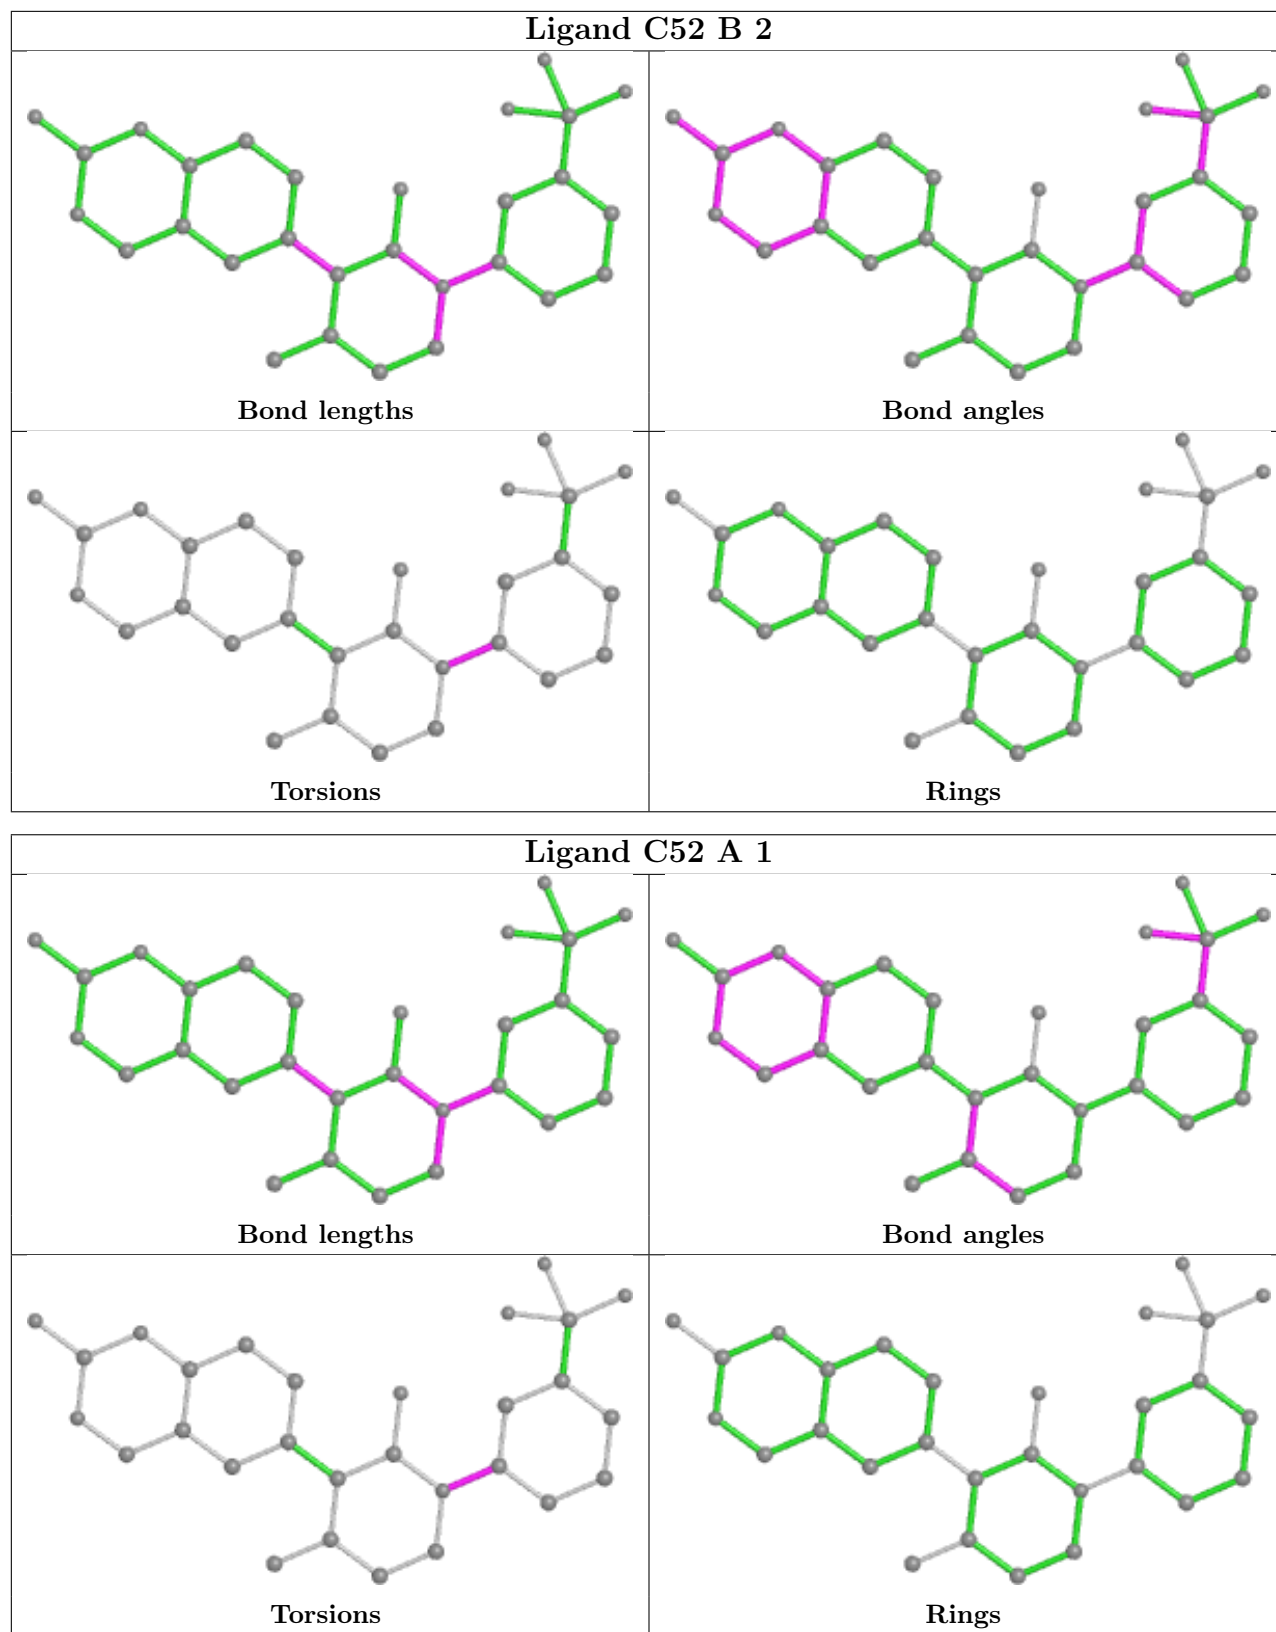 Ligand C52 B 2
Bond lengths
Bond angles
Torsions
Rings
Ligand C52 A 1
Bond lengths
Bond angles
Torsions
Rings